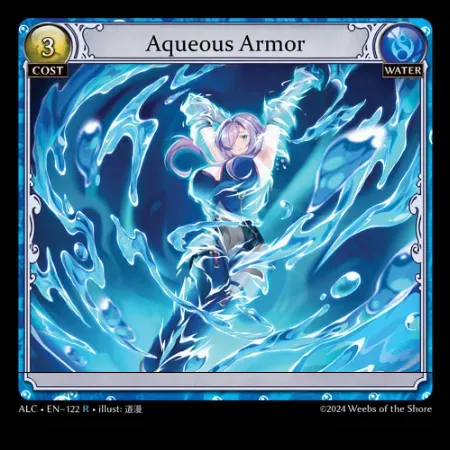 3
Aqueous Armor
COST
WATER
ALC • EN–122 R • illust: 道漫
©2024 Weebs of the Shore